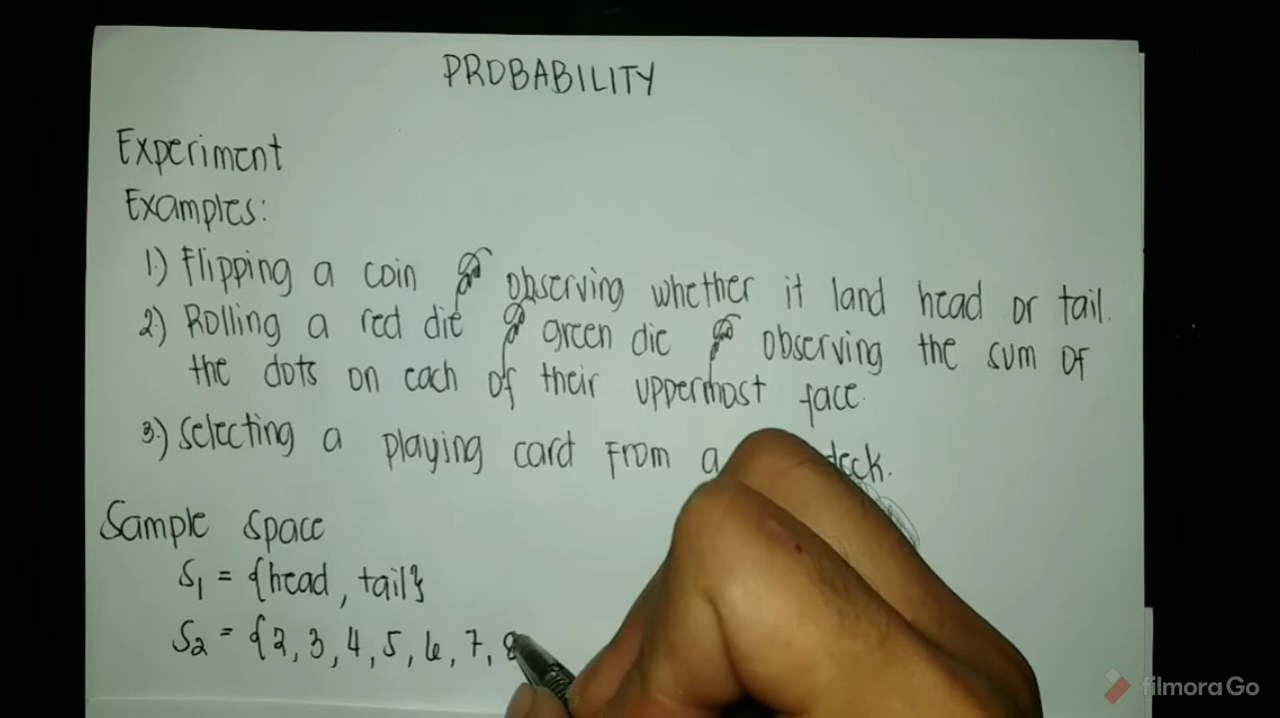 PROBABILITY
Experiment
Examples:
1.) Flipping a coin & observing whether it land head or tail.
2.) Rolling a red die & green die & observing the sum of
the dots on each of their uppermost face.
3.) Selecting a playing card from a deck.
Sample space
S₁ = {head, tail}
S₂ = {2, 3, 4, 5, 6, 7, 8
filmoraGo